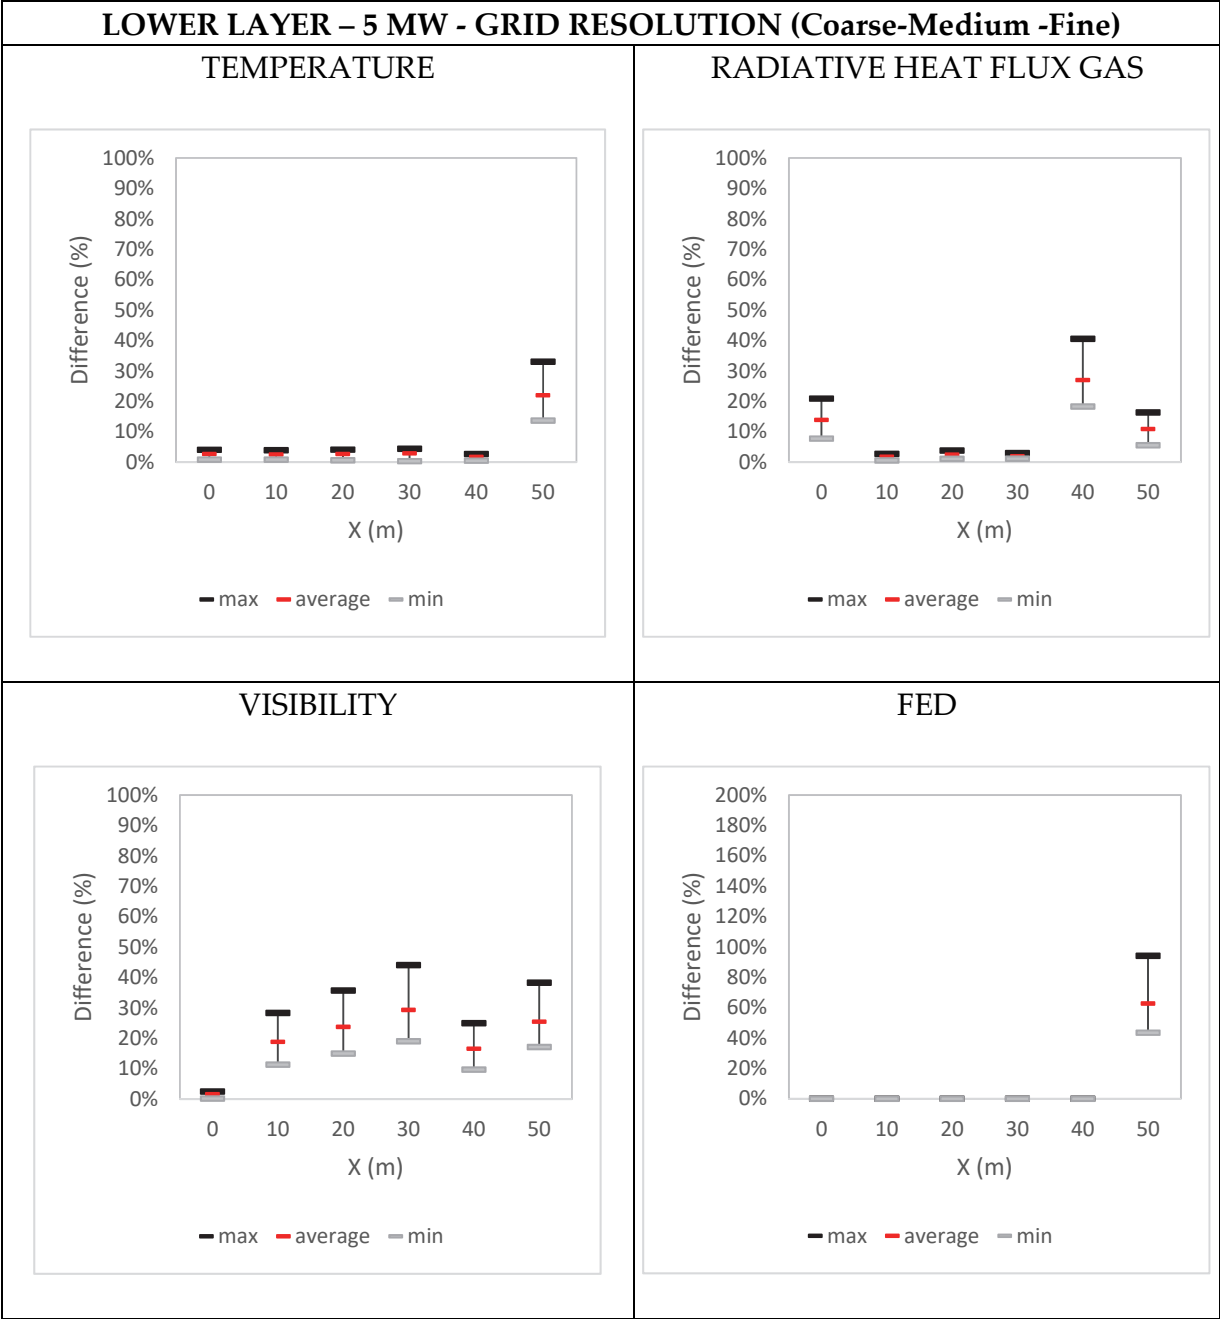 LOWER LAYER – 5 MW - GRID RESOLUTION (Coarse-Medium -Fine)
TEMPERATURE
100%
90%
80%
70%
60%
50%
40%
30%
20%
10%
0%
Difference (%)
0 10 20 30 40 50
X (m)
max average min
RADIATIVE HEAT FLUX GAS
100%
90%
80%
70%
60%
50%
40%
30%
20%
10%
0%
Difference (%)
0 10 20 30 40 50
X (m)
max average min
VISIBILITY
100%
90%
80%
70%
60%
50%
40%
30%
20%
10%
0%
Difference (%)
0 10 20 30 40 50
X (m)
max average min
FED
200%
180%
160%
140%
120%
100%
80%
60%
40%
20%
0%
Difference (%)
0 10 20 30 40 50
X (m)
max average min